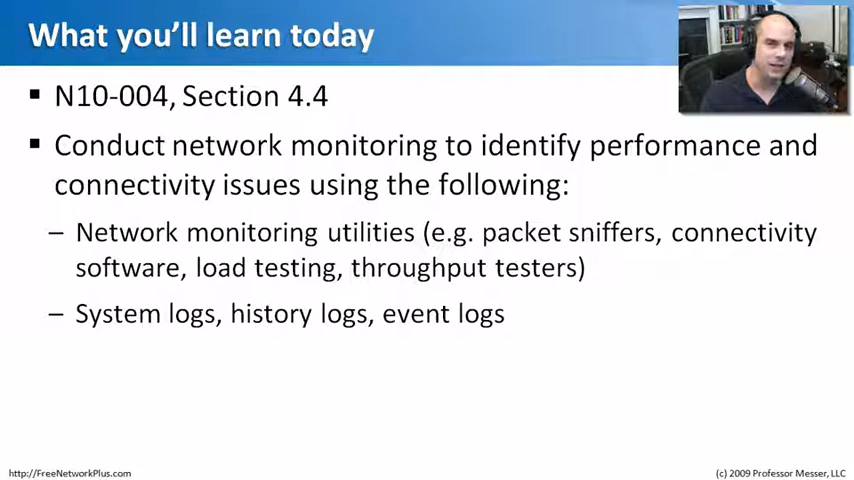 What you'll learn today
▪ N10-004, Section 4.4
▪ Conduct network monitoring to identify performance and
connectivity issues using the following:
– Network monitoring utilities (e.g. packet sniffers, connectivity
software, load testing, throughput testers)
– System logs, history logs, event logs
http://FreeNetworkPlus.com
(c) 2009 Professor Messer, LLC